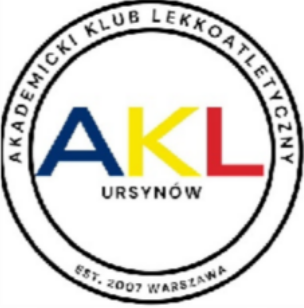 AKADEMICKI KLUB LEKKOATLETYCZNY
AKL
URSYNÓW
EST. 2007 WARSZAWA